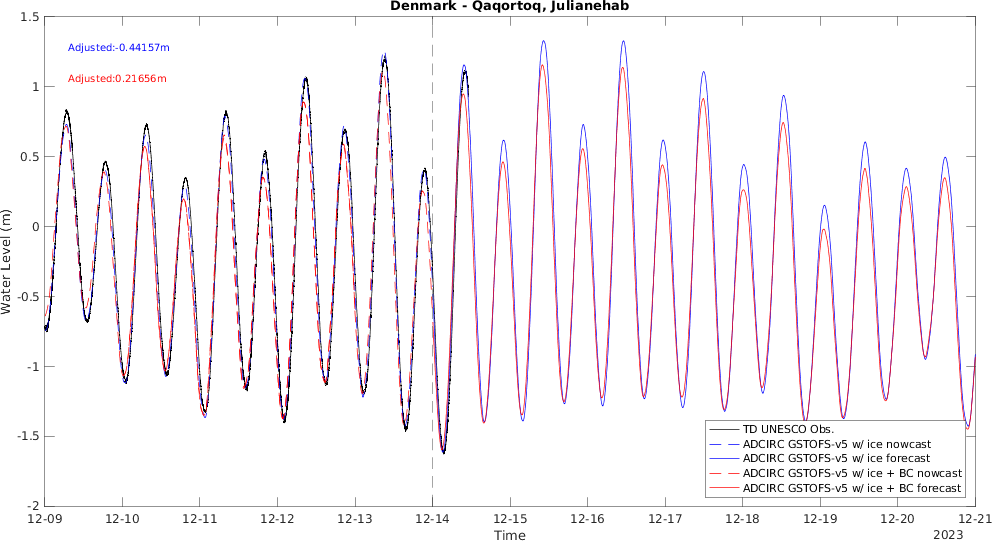 Denmark - Qaqortoq, Julianehab
Adjusted:-0.44157m
Adjusted:0.21656m
1.5
1
0.5
0
-0.5
-1
-1.5
-2
Water Level (m)
TD UNESCO Obs.
ADCIRC GSTOFS-v5 w/ ice nowcast
ADCIRC GSTOFS-v5 w/ ice forecast
ADCIRC GSTOFS-v5 w/ ice + BC nowcast
ADCIRC GSTOFS-v5 w/ ice + BC forecast
12-09 12-10 12-11 12-12 12-13 12-14 12-15 12-16 12-17 12-18 12-19 12-20 12-21
Time
2023